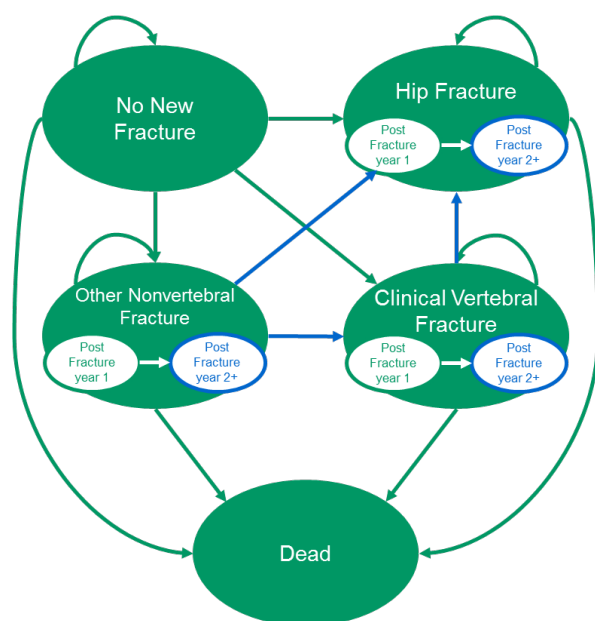 No New
Fracture
Hip Fracture
Post
Fracture
year 1
Post
Fracture
year 2+
Other Nonvertebral
Fracture
Post
Fracture
year 1
Post
Fracture
year 2+
Clinical Vertebral
Fracture
Post
Fracture
year 1
Post
Fracture
year 2+
Dead